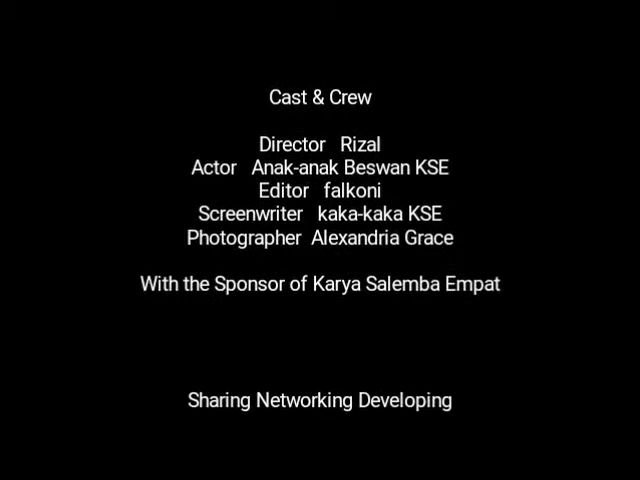 Cast & Crew
Director Rizal
Actor Anak-anak Beswan KSE
Editor falkoni
Screenwriter kaka-kaka KSE
Photographer Alexandria Grace
With the Sponsor of Karya Salemba Empat
Sharing Networking Developing